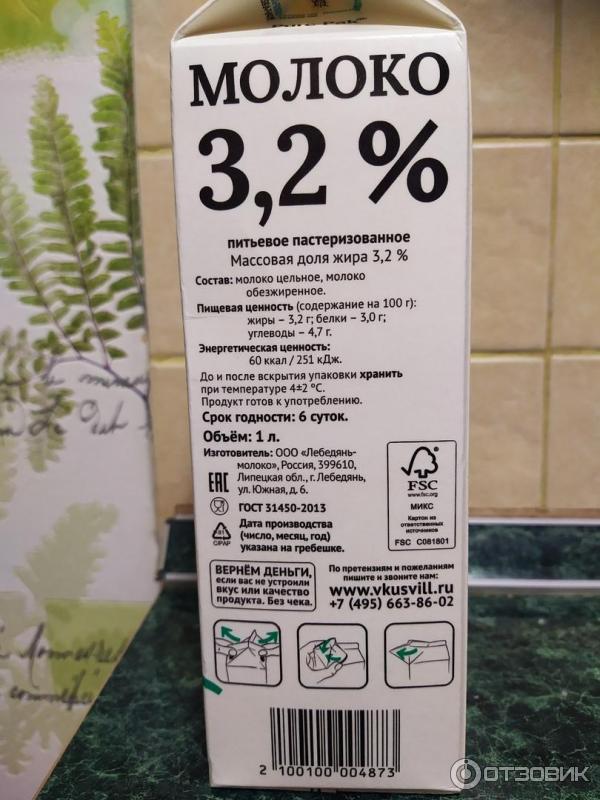 МОЛОКО
3,2 %
питьевое пастеризованное
Массовая доля жира 3,2 %
Состав: молоко цельное, молоко
обезжиренное.
Пищевая ценность (содержание на 100 г):
жиры – 3,2 г; белки – 3,0 г;
углеводы – 4,7 г.
Энергетическая ценность:
60 ккал / 251 кДж.
До и после вскрытия упаковки хранить
при температуре 4±2 °С.
Продукт готов к употреблению.
Срок годности: 6 суток.
Объём: 1 л.
Изготовитель: ООО «Лебедянь-
молоко», Россия, 399610,
Липецкая обл., г. Лебедянь,
ул. Южная, д. 6.
ЕАС
ГОСТ 31450-2013
Дата производства
(число, месяц, год)
указана на гребешке.
81
C/PAP
FSC
www.fsc.org
МИКС
Картон из
ответственных
источников
FSC C081801
ВЕРНЁМ ДЕНЬГИ,
если вас не устроили
вкус или качество
продукта. Без чека.
По претензиям и пожеланиям
пишите и звоните нам:
www.vkusvill.ru
+7 (495) 663-86-02
2 100100 004873
ОТЗОВИК